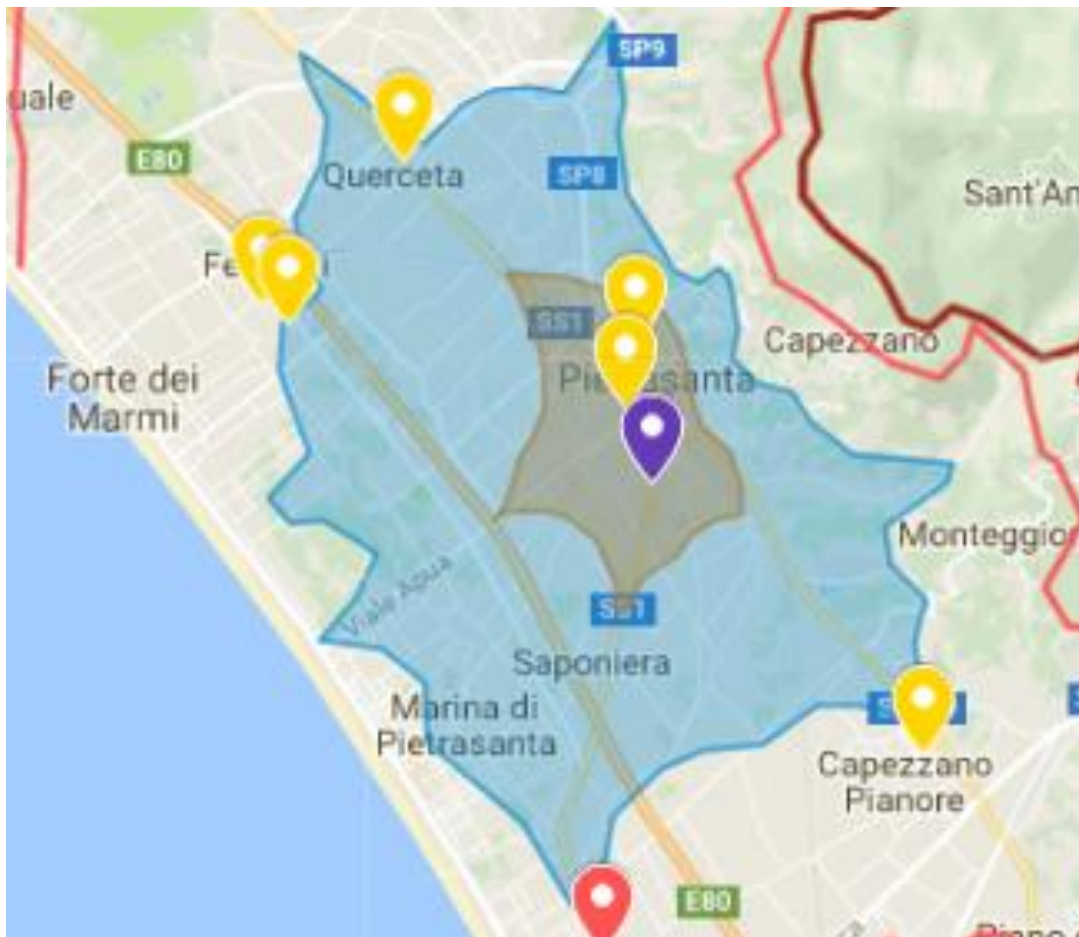 SP9
uale
E80
Querceta
SP8
Sant'An
SS1
Capezzano
Pietrasanta
Forte dei
Marmi
Monteggio
Viale Apua
SS1
Saponiera
Marina di
Pietrasanta
Capezzano
Pianore
E80